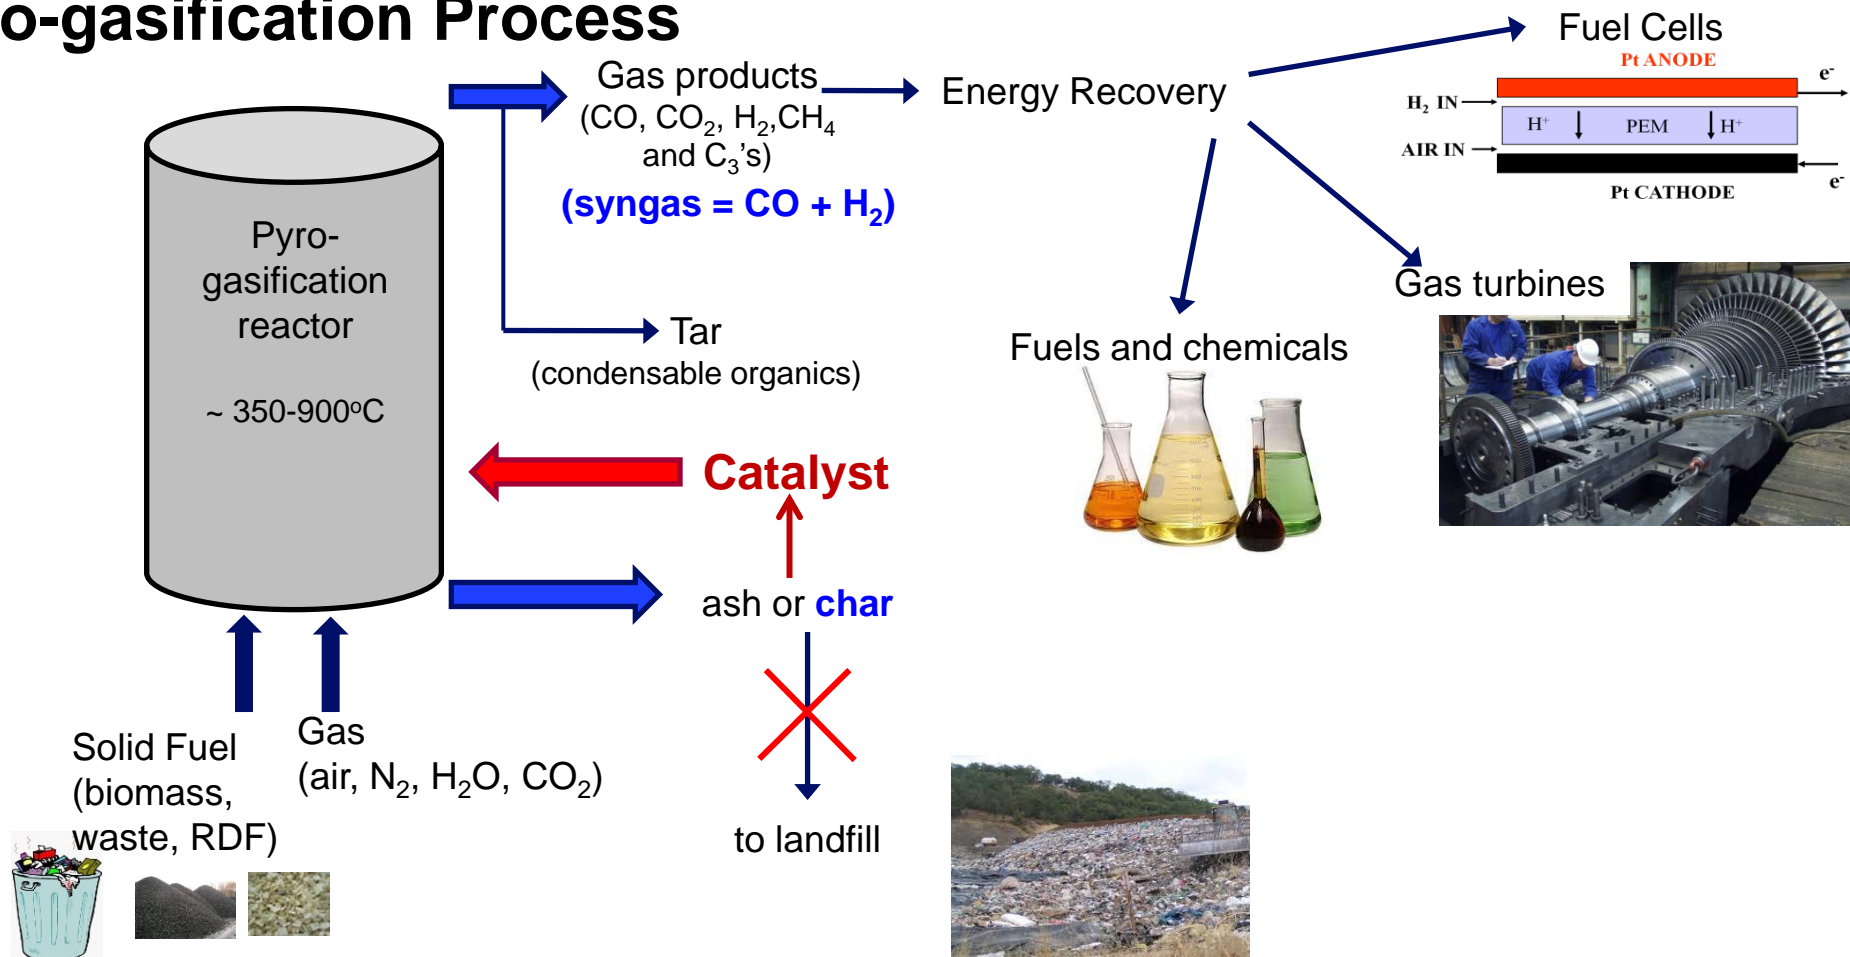 o-gasification Process
Gas products
(CO, CO₂, H₂,CH₄
and C₃'s)
(syngas = CO + H₂)
Energy Recovery
Fuel Cells
Pt ANODE
e⁻
H₂ IN
H⁺
PEM
H⁺
AIR IN
e⁻
Pt CATHODE
Pyro-
gasification
reactor
~ 350-900ºC
Tar
(condensable organics)
Fuels and chemicals
Gas turbines
Catalyst
ash or char
to landfill
Solid Fuel
(biomass,
waste, RDF)
Gas
(air, N₂, H₂O, CO₂)